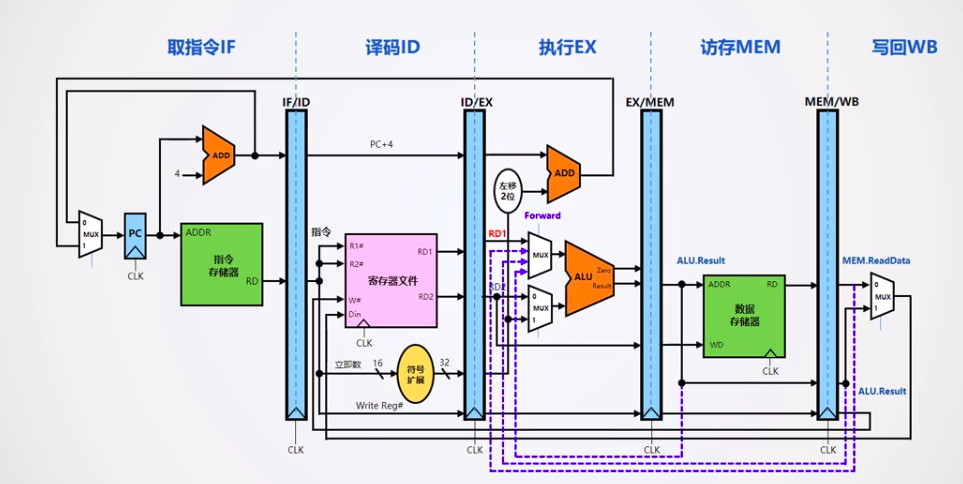 取指令IF
译码ID
执行EX
访存MEM
写回WB
IF/ID
ID/EX
EX/MEM
MEM/WB
ADD
4
PC+4
ADD
左移
2位
Forward
0
MUX
1
PC
CLK
ADDR
指令
存储器
RD
指令
R1#
R2#
W#
Din
寄存器文件
RD1
RD2
CLK
RD1
RD2
MUX
0
MUX
1
ALU
Zero
Result
ALU.Result
ADDR
RD
数据
存储器
WD
CLK
MEM.ReadData
0
MUX
1
ALU.Result
立即数
16
符号
扩展
32
Write Reg#
CLK
CLK
CLK
CLK